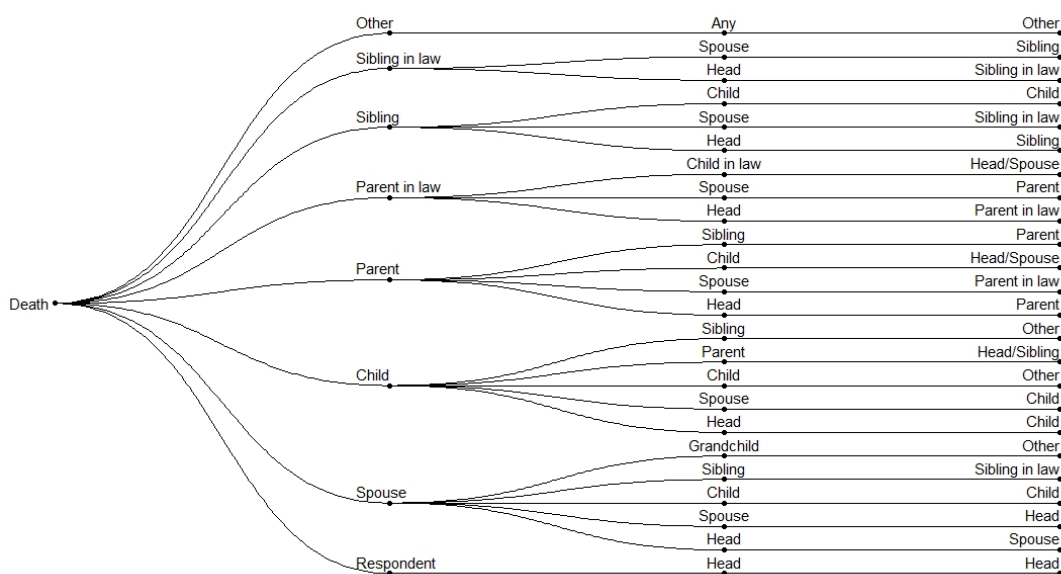 Other Any Other
Spouse Sibling
Sibling in law
Head Sibling in law
Child Child
Sibling Spouse Sibling in law
Head Sibling
Child in law Head/Spouse
Parent in law Spouse Parent
Head Parent in law
Sibling Parent
Child Head/Spouse
Parent
Spouse Parent in law
Death
Head Parent
Sibling Other
Parent Head/Sibling
Child Child Other
Spouse Child
Head Child
Grandchild Other
Sibling Sibling in law
Spouse Child Child
Spouse Head
Head Spouse
Respondent Head Head